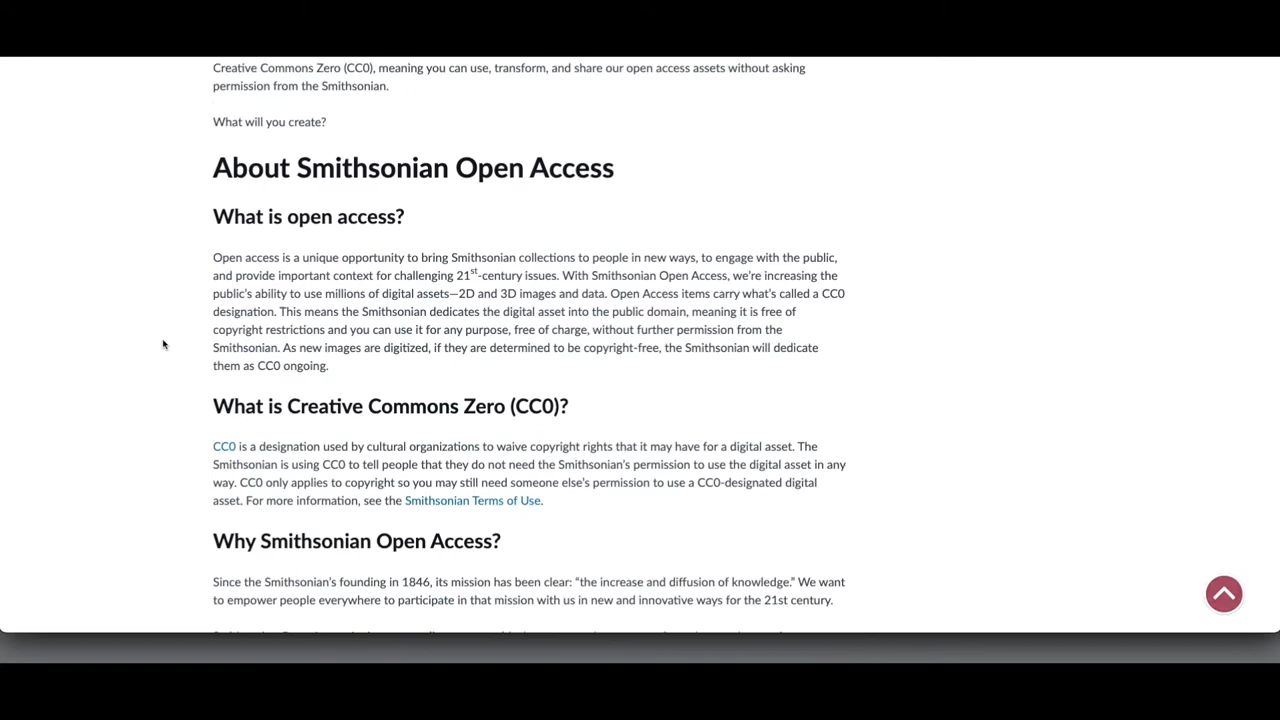 Creative Commons Zero (CC0), meaning you can use, transform, and share our open access assets without asking
permission from the Smithsonian.
What will you create?
About Smithsonian Open Access
What is open access?
Open access is a unique opportunity to bring Smithsonian collections to people in new ways, to engage with the public,
and provide important context for challenging 21st-century issues. With Smithsonian Open Access, we’re increasing the
public’s ability to use millions of digital assets—2D and 3D images and data. Open Access items carry what’s called a CC0
designation. This means the Smithsonian dedicates the digital asset into the public domain, meaning it is free of
copyright restrictions and you can use it for any purpose, free of charge, without further permission from the
Smithsonian. As new images are digitized, if they are determined to be copyright-free, the Smithsonian will dedicate
them as CC0 ongoing.
What is Creative Commons Zero (CC0)?
CC0 is a designation used by cultural organizations to waive copyright rights that it may have for a digital asset. The
Smithsonian is using CC0 to tell people that they do not need the Smithsonian’s permission to use the digital asset in any
way. CC0 only applies to copyright so you may still need someone else’s permission to use a CC0-designated digital
asset. For more information, see the Smithsonian Terms of Use.
Why Smithsonian Open Access?
Since the Smithsonian’s founding in 1846, its mission has been clear: “the increase and diffusion of knowledge.” We want
to empower people everywhere to participate in that mission with us in new and innovative ways for the 21st century.